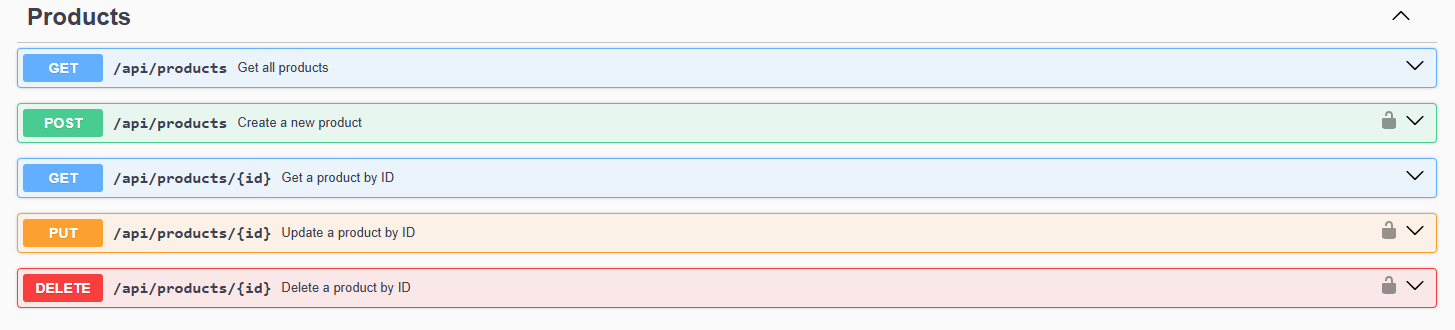 Products
GET /api/products Get all products
POST /api/products Create a new product
GET /api/products/{id} Get a product by ID
PUT /api/products/{id} Update a product by ID
DELETE /api/products/{id} Delete a product by ID